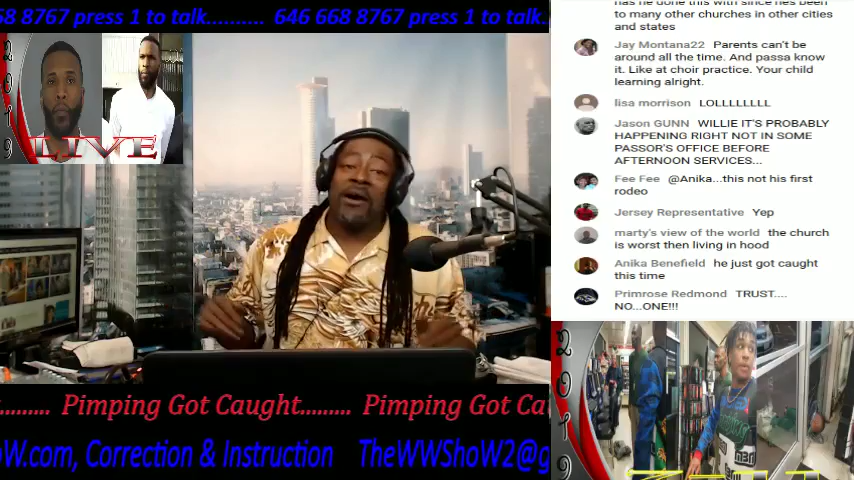 68 8767 press 1 to talk.......... 646 668 8767 press 1 to talk..
2019
LIVE
has he done this with since hes been
to many other churches in other cities
and states
Jay Montana22 Parents can't be
around all the time. And passa know
it. Like at choir practice. Your child
learning alright.
lisa morrison LOLLLLLLLL
Jason GUNN WILLIE IT'S PROBABLY
HAPPENING RIGHT NOT IN SOME
PASSOR'S OFFICE BEFORE
AFTERNOON SERVICES...
Fee Fee @Anika...this not his first
rodeo
Jersey Representative Yep
marty's view of the world the church
is worst then living in hood
Anika Benefield he just got caught
this time
Primrose Redmond TRUST....
NO...ONE!!!
2019
......... Pimping Got Caught......... Pimping Got Ca
oW.com, Correction & Instruction TheWWShoW2@g